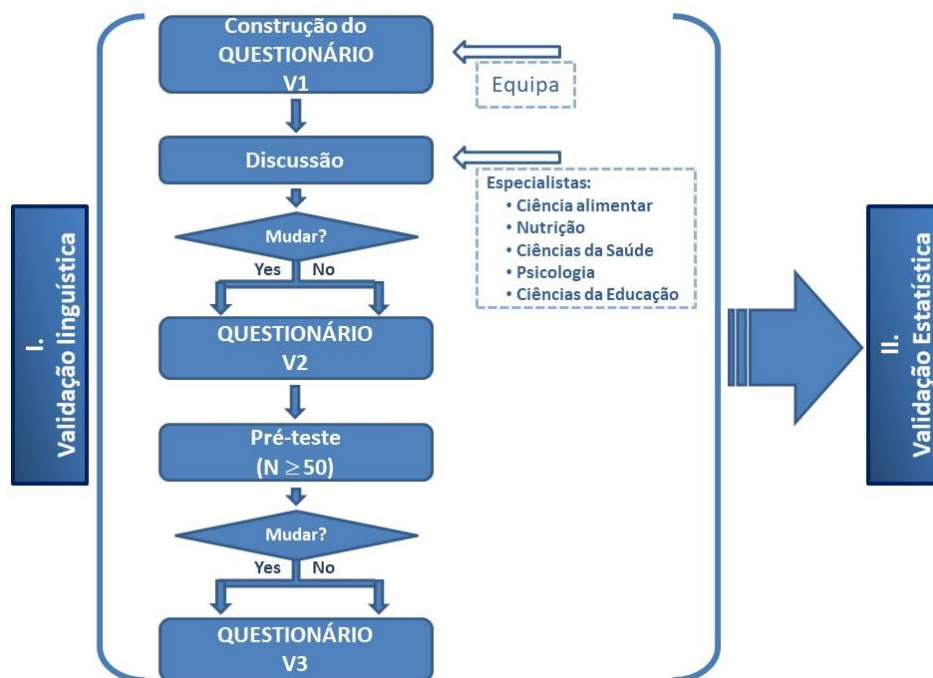 I.
Validação linguística
Construção do
QUESTIONÁRIO
V1
Equipa
Discussão
Especialistas:
• Ciência alimentar
• Nutrição
• Ciências da Saúde
• Psicologia
• Ciências da Educação
Mudar?
Yes No
QUESTIONÁRIO
V2
Pré-teste
(N ≥ 50)
Mudar?
Yes No
QUESTIONÁRIO
V3
II.
Validação Estatística